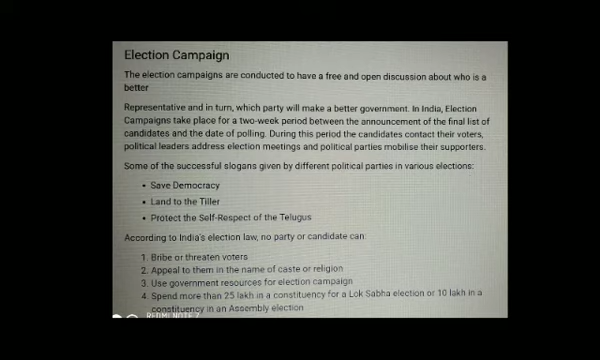 Election Campaign
The election campaigns are conducted to have a free and open discussion about who is a
better
Representative and in turn, which party will make a better government. In India, Election
Campaigns take place for a two-week period between the announcement of the final list of
candidates and the date of polling. During this period the candidates contact their voters,
political leaders address election meetings and political parties mobilise their supporters.
Some of the successful slogans given by different political parties in various elections:
• Save Democracy
• Land to the Tiller
• Protect the Self-Respect of the Telugus
According to India's election law, no party or candidate can:
1. Bribe or threaten voters
2. Appeal to them in the name of caste or religion
3. Use government resources for election campaign
4. Spend more than 25 lakh in a constituency for a Lok Sabha election or 10 lakh in a
constituency in an Assembly election
REDMI NOTE 7